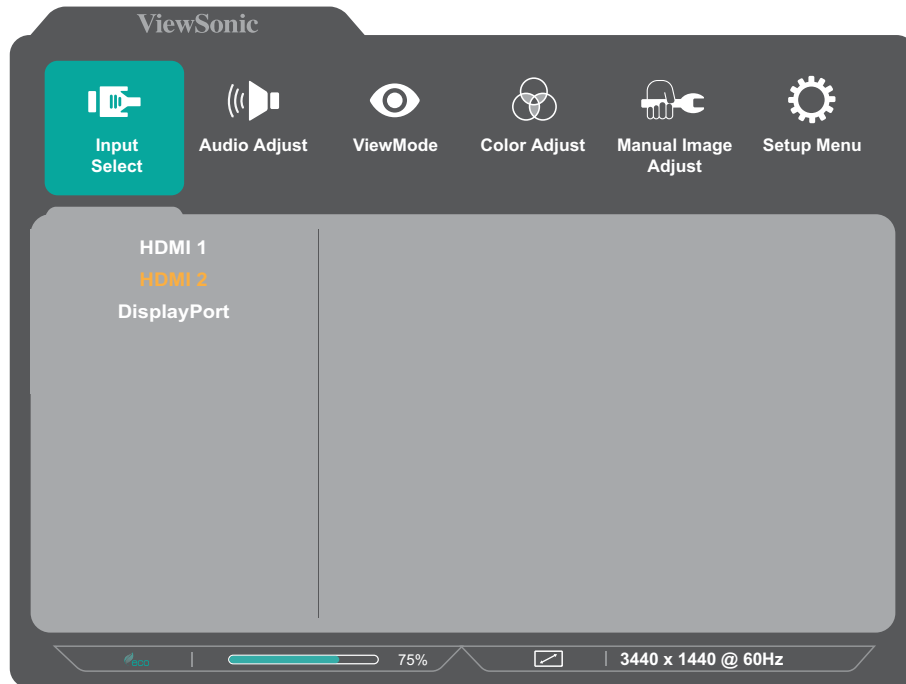 ViewSonic
Input
Select
Audio Adjust
ViewMode
Color Adjust
Manual Image
Adjust
Setup Menu
HDMI 1
HDMI 2
DisplayPort
eco
75%
3440 x 1440 @ 60Hz